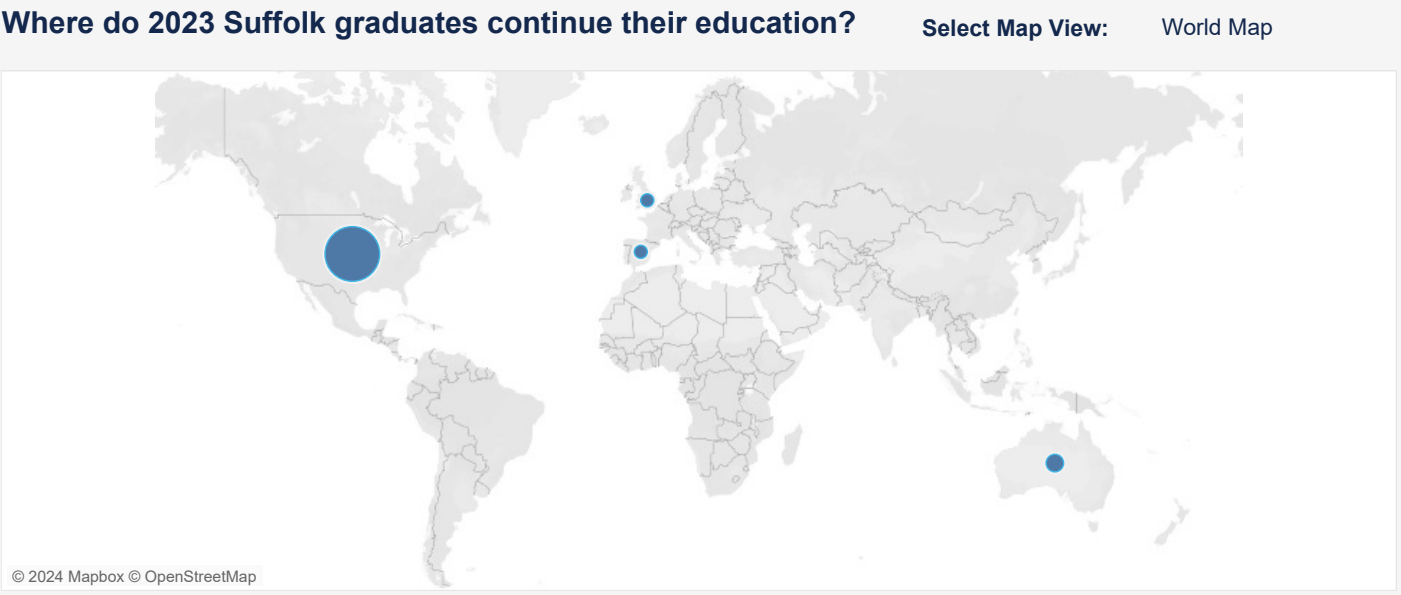 Where do 2023 Suffolk graduates continue their education?
Select Map View: World Map
© 2024 Mapbox © OpenStreetMap